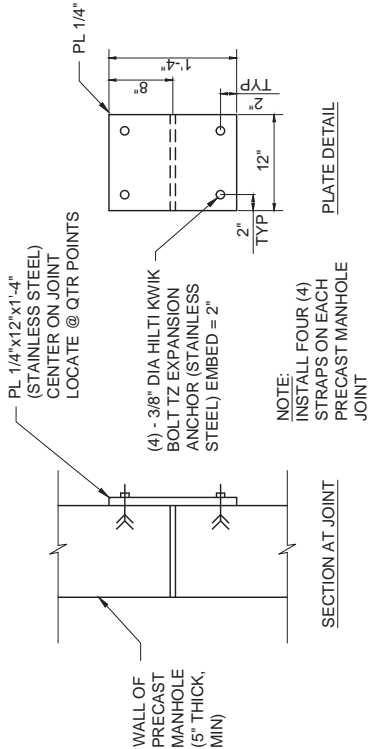 WALL OF
PRECAST
MANHOLE
(5" THICK,
MIN)
PL 1/4"x12"x1'-4"
(STAINLESS STEEL)
CENTER ON JOINT
LOCATE @ QTR POINTS
SECTION AT JOINT
(4) - 3/8" DIA HILTI KWIK
BOLT TZ EXPANSION
ANCHOR (STAINLESS
STEEL) EMBED = 2"
NOTE:
INSTALL FOUR (4)
STRAPS ON EACH
PRECAST MANHOLE
JOINT
PL 1/4"
8"
1'-4"
2"
TYP
12"
2"
TYP
PLATE DETAIL